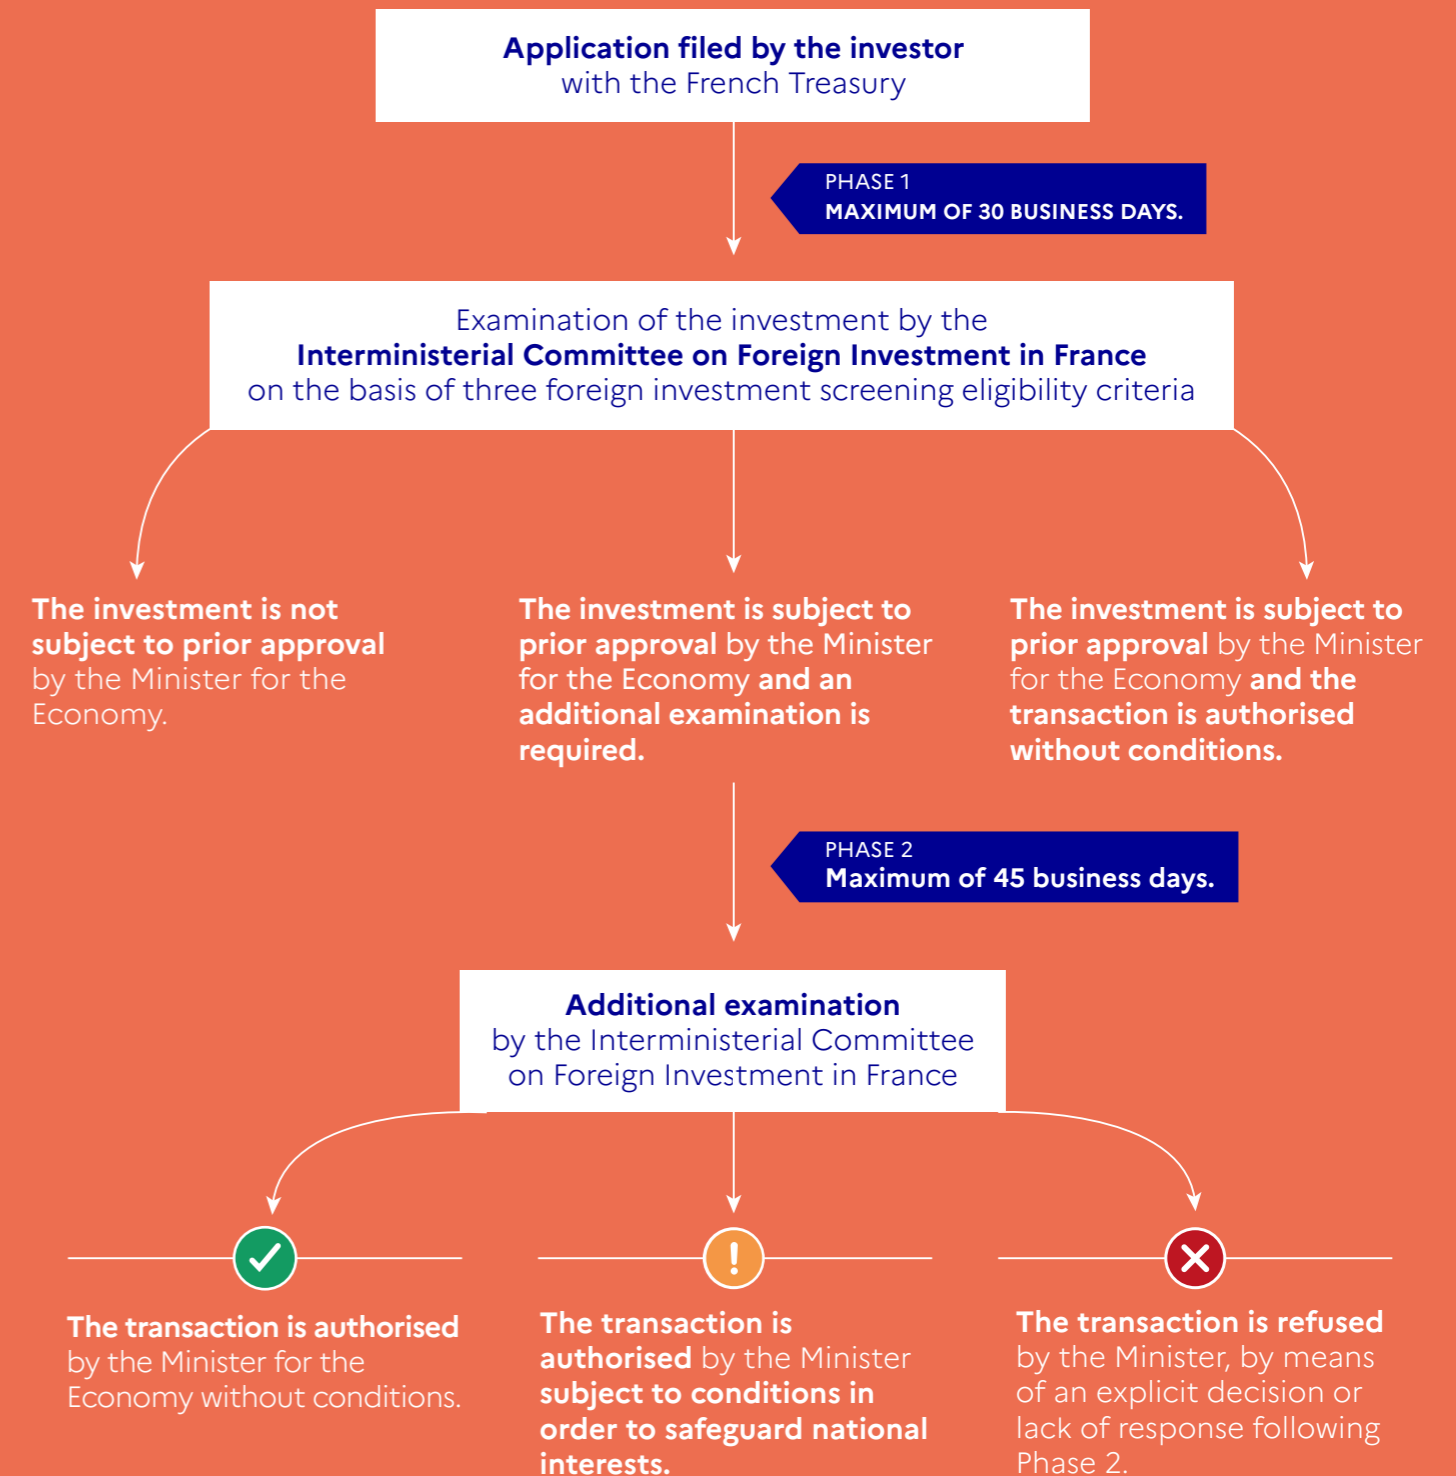 Application filed by the investor
with the French Treasury
PHASE 1
MAXIMUM OF 30 BUSINESS DAYS.
Examination of the investment by the
Interministerial Committee on Foreign Investment in France
on the basis of three foreign investment screening eligibility criteria
The investment is not
subject to prior approval
by the Minister for the
Economy.
The investment is subject to
prior approval by the Minister
for the Economy and an
additional examination is
required.
The investment is subject to
prior approval by the Minister
for the Economy and the
transaction is authorised
without conditions.
PHASE 2
Maximum of 45 business days.
Additional examination
by the Interministerial Committee
on Foreign Investment in France
The transaction is authorised
by the Minister for the
Economy without conditions.
The transaction is
authorised by the Minister
subject to conditions in
order to safeguard national
interests.
The transaction is refused
by the Minister, by means
of an explicit decision or
lack of response following
Phase 2.